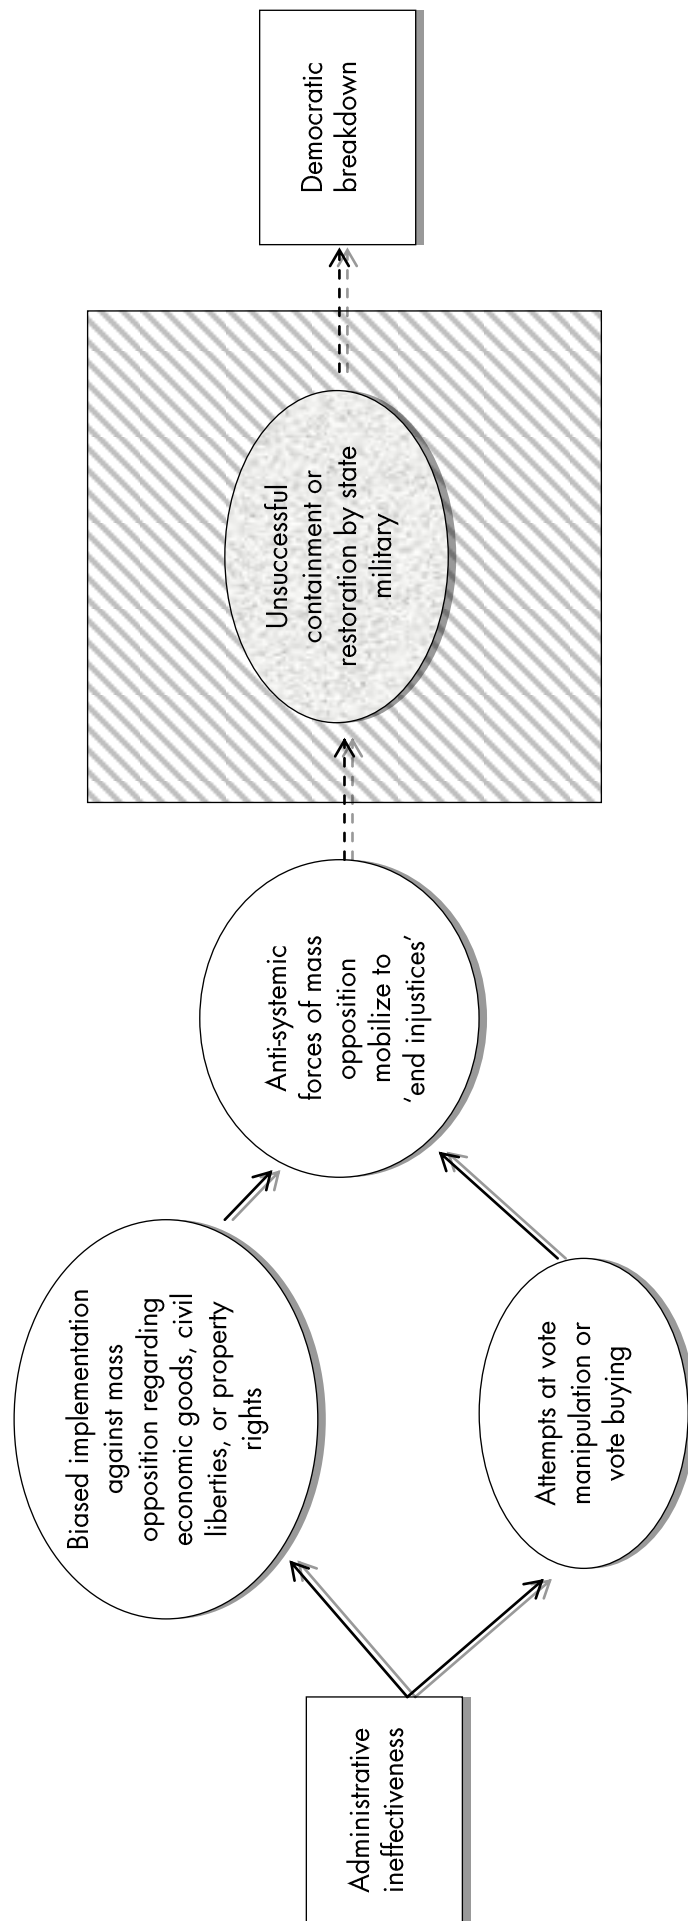 Administrative
ineffectiveness
Biased implementation
against mass
opposition regarding
economic goods, civil
liberties, or property
rights
Attempts at vote
manipulation or
vote buying
Anti-systemic
forces of mass
opposition
mobilize to
‘end injustices’
Unsuccessful
containment or
restoration by state
military
Democratic
breakdown